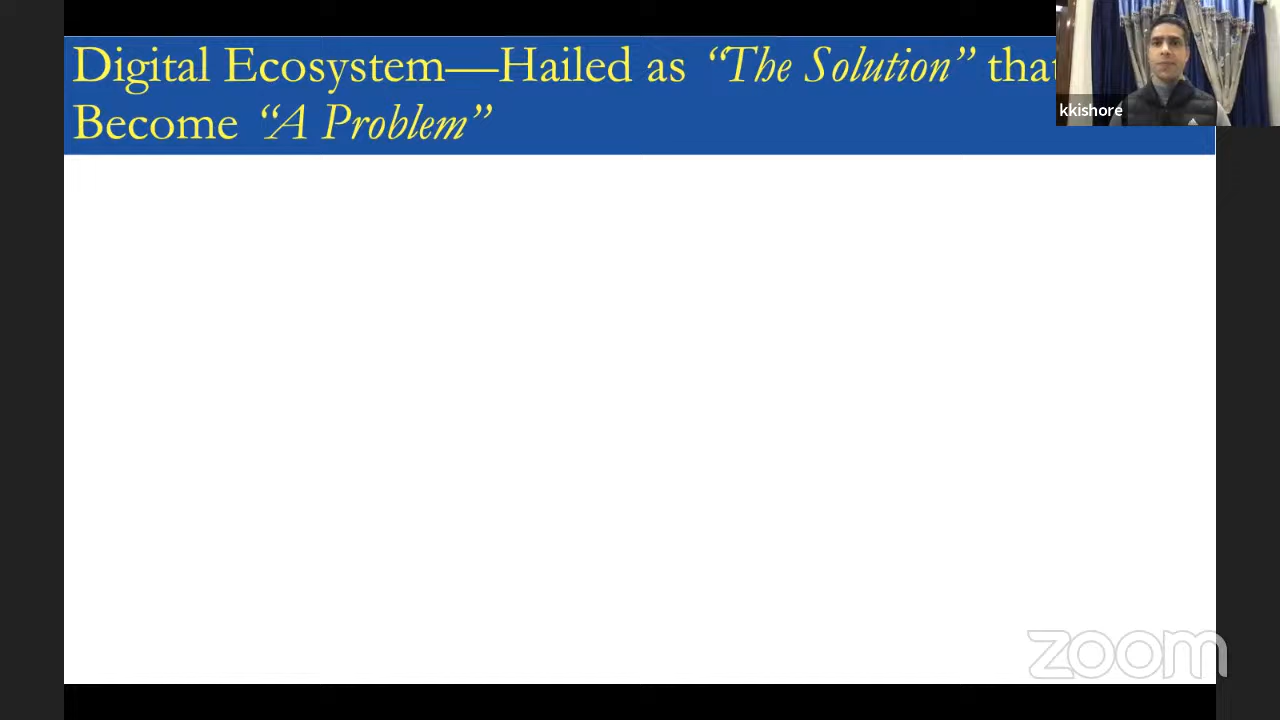 Digital Ecosystem—Hailed as “The Solution” that
Become “A Problem”
kkishore
zoom